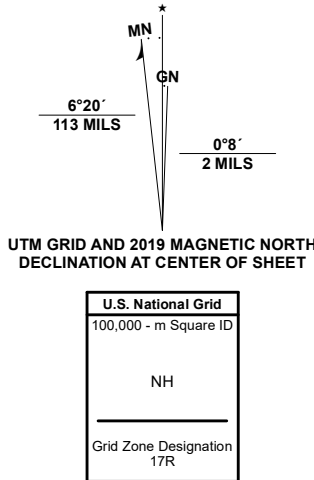 ★
MN
GN
6°20´
113 MILS
0°8´
2 MILS
UTM GRID AND 2019 MAGNETIC NORTH
DECLINATION AT CENTER OF SHEET
U.S. National Grid
100,000 - m Square ID
NH
Grid Zone Designation
17R